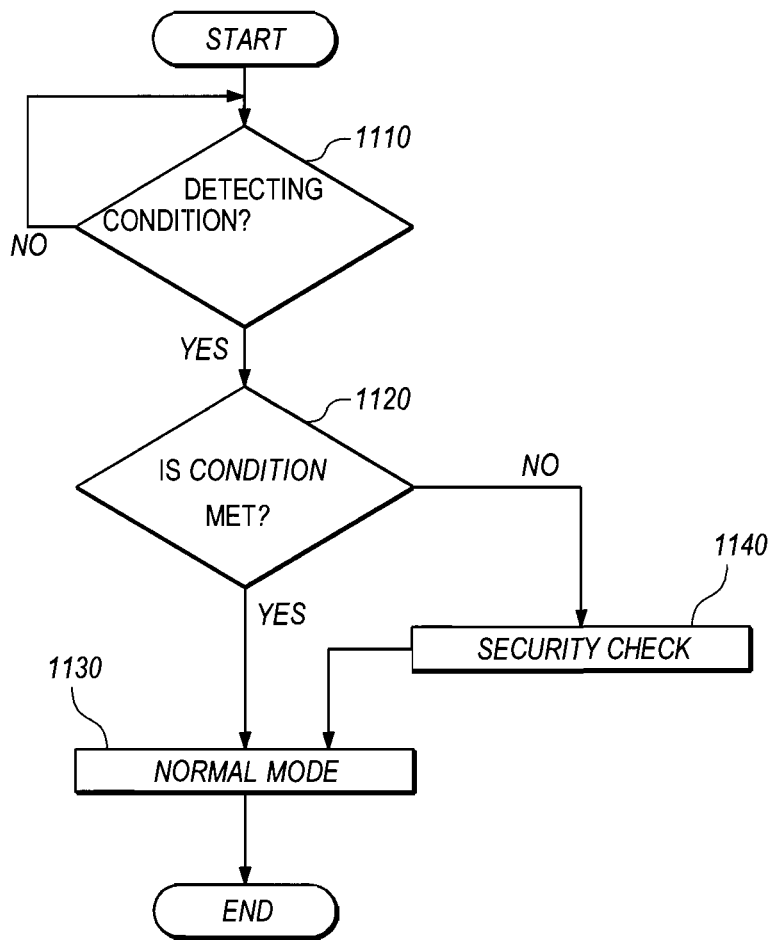 START
1110
DETECTING
CONDITION?
NO
YES
1120
IS CONDITION
MET?
NO
YES
1140
SECURITY CHECK
1130
NORMAL MODE
END